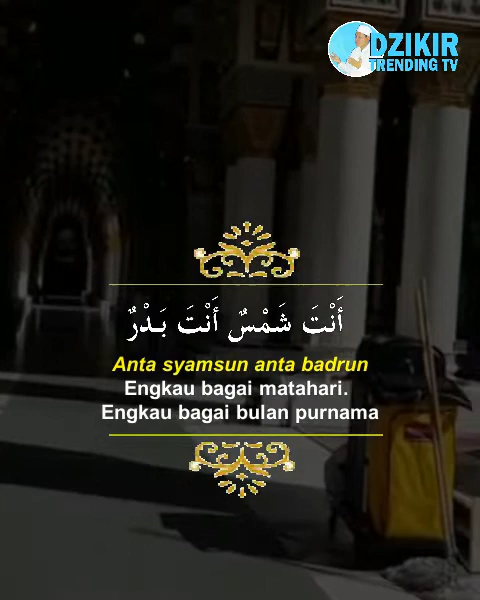 DZIKIR
TRENDING TV
أَنْتَ شَمْسٌ أَنْتَ بَدْرٌ
Anta syamsun anta badrun
Engkau bagai matahari.
Engkau bagai bulan purnama